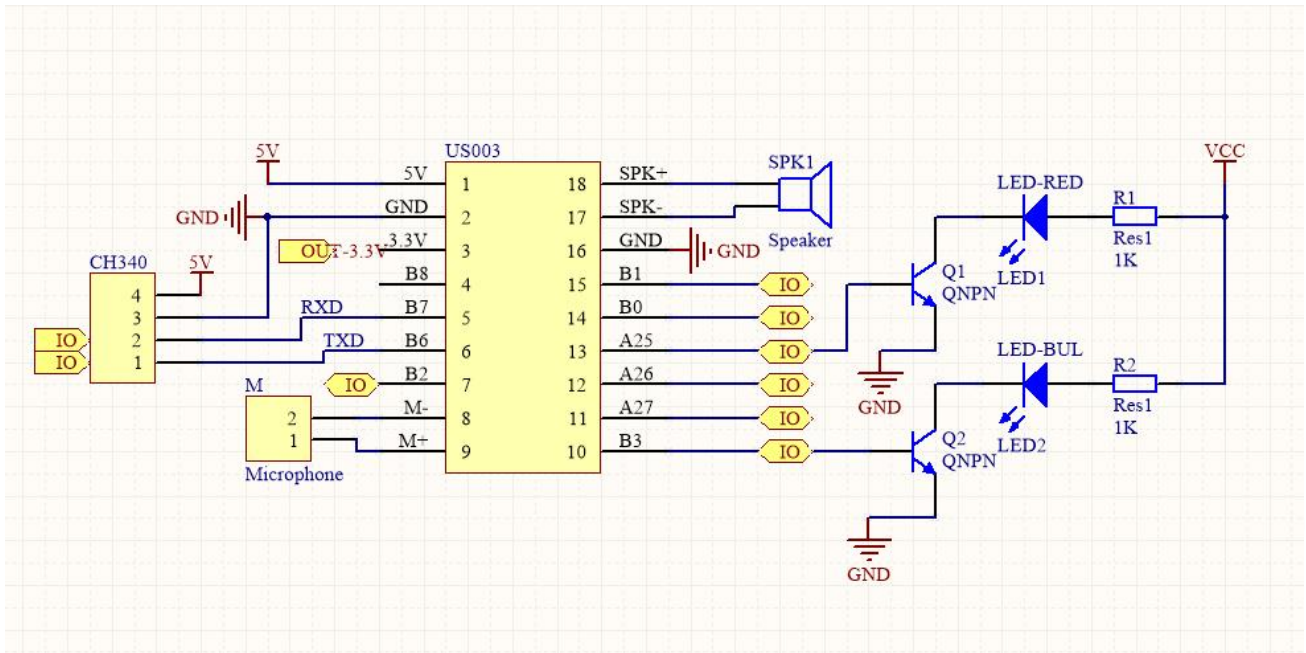 5V
GND
CH340
5V
4
3
2
1
IO
IO
RXD
TXD
OUT-3.3V
IO
M
2
1
Microphone
US003
5V
GND
3.3V
B8
B7
B6
B2
M-
M+
1
2
3
4
5
6
7
8
9
18
17
16
15
14
13
12
11
10
SPK+
SPK-
GND
B1
B0
A25
A26
A27
B3
GND
IO
IO
IO
IO
IO
IO
SPK1
Speaker
Q1
QNPN
GND
LED-RED
LED1
R1
Res1
1K
VCC
Q2
QNPN
GND
LED-BUL
LED2
R2
Res1
1K